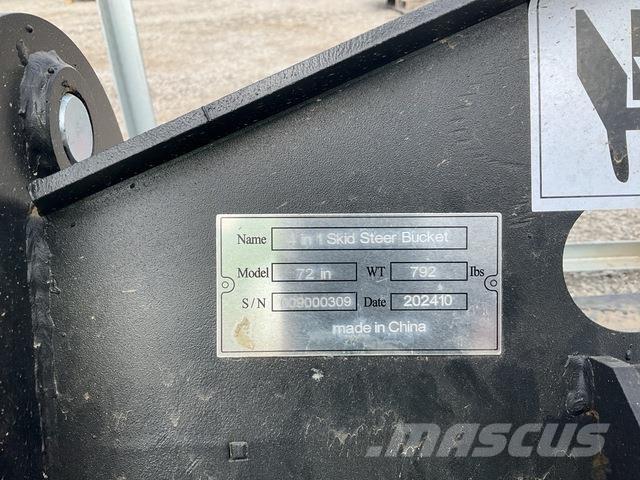 Name 4 in 1 Skid Steer Bucket
Model 72 in WT 792 lbs
S/N 009000309 Date 202410
made in China
MASCUS